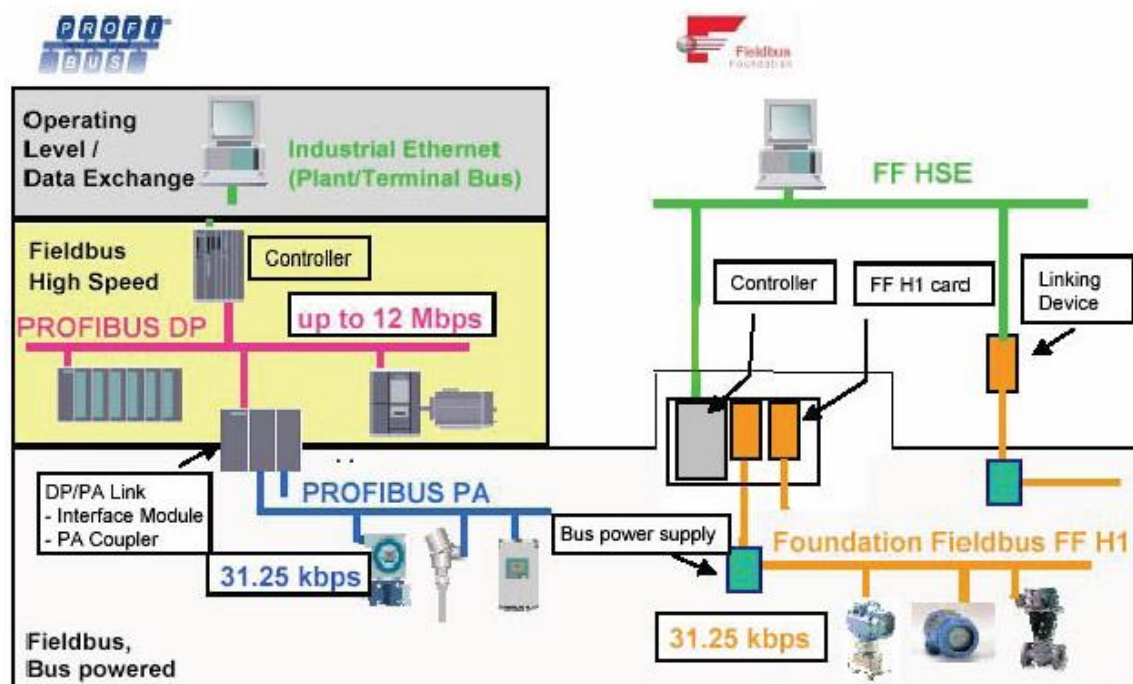 PROFI
BUS
Fieldbus
Foundation
Operating
Level /
Data Exchange
Industrial Ethernet
(Plant/Terminal Bus)
FF HSE
Fieldbus
High Speed
Controller
PROFIBUS DP
up to 12 Mbps
Controller
FF H1 card
Linking
Device
DP/PA Link
- Interface Module
- PA Coupler
PROFIBUS PA
31.25 kbps
Bus power supply
Foundation Fieldbus FF H1
31.25 kbps
Fieldbus,
Bus powered